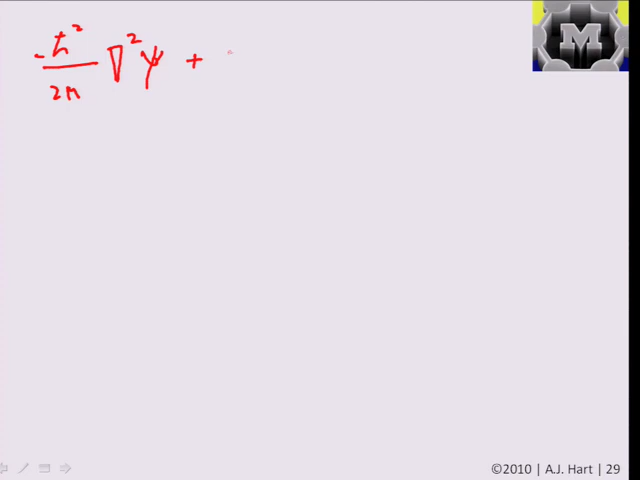 -ħ²/2m ∇²ψ +
M
©2010 | A.J. Hart | 29